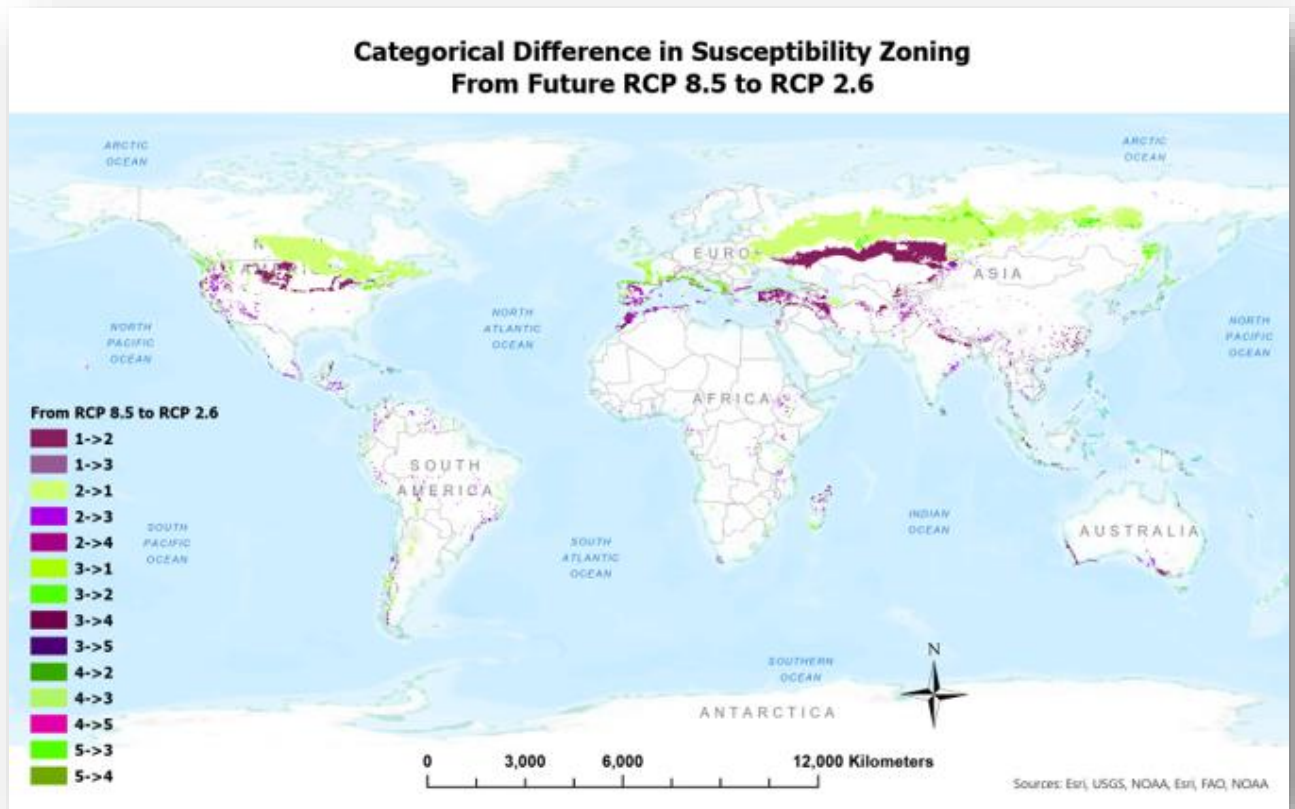 Categorical Difference in Susceptibility Zoning
From Future RCP 8.5 to RCP 2.6
ARCTIC
OCEAN
ARCTIC
OCEAN
EURO
ASIA
NORTH
PACIFIC
OCEAN
NORTH
ATLANTIC
OCEAN
NORTH
PACIFIC
OCEAN
AFRICA
SOUTH
AMERICA
SOUTH
PACIFIC
OCEAN
SOUTH
ATLANTIC
OCEAN
INDIAN
OCEAN
AUSTRALIA
SOUTHERN
OCEAN
ANTARCTICA
From RCP 8.5 to RCP 2.6
1->2
1->3
2->1
2->3
2->4
3->1
3->2
3->4
3->5
4->2
4->3
4->5
5->3
5->4
N
0 3,000 6,000 12,000 Kilometers
Sources: Esri, USGS, NOAA, Esri, FAO, NOAA